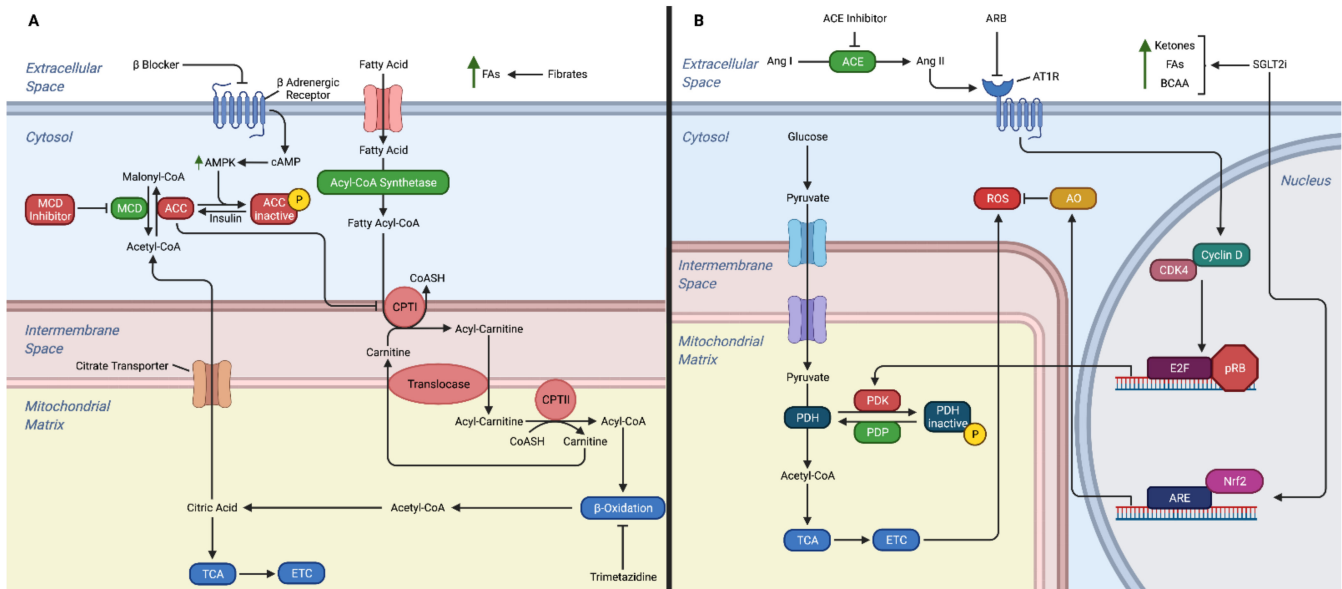 A
Extracellular
Space
β Blocker
β Adrenergic
Receptor
Fatty Acid
FAs
Fibrates
Cytosol
AMPK
cAMP
Fatty Acid
Malonyl-CoA
Acyl-CoA Synthetase
MCD
Inhibitor
MCD
ACC
Insulin
ACC
inactive
P
Fatty Acyl-CoA
Acetyl-CoA
CoASH
CPTI
Intermembrane
Space
Acyl-Carnitine
Carnitine
Citrate Transporter
Translocase
CPTII
Mitochondrial
Matrix
Acyl-Carnitine
Acyl-CoA
CoASH
Carnitine
Citric Acid
Acetyl-CoA
β-Oxidation
TCA
ETC
Trimetazidine
B
ACE Inhibitor
ARB
Extracellular
Space
Ang I
ACE
Ang II
AT1R
Ketones
FAs
BCAA
SGLT2i
Cytosol
Glucose
Nucleus
Pyruvate
ROS
AO
Cyclin D
CDK4
Intermembrane
Space
Mitochondrial
Matrix
Pyruvate
E2F
pRB
PDK
PDH
PDP
PDH
inactive
P
Acetyl-CoA
Nrf2
ARE
TCA
ETC